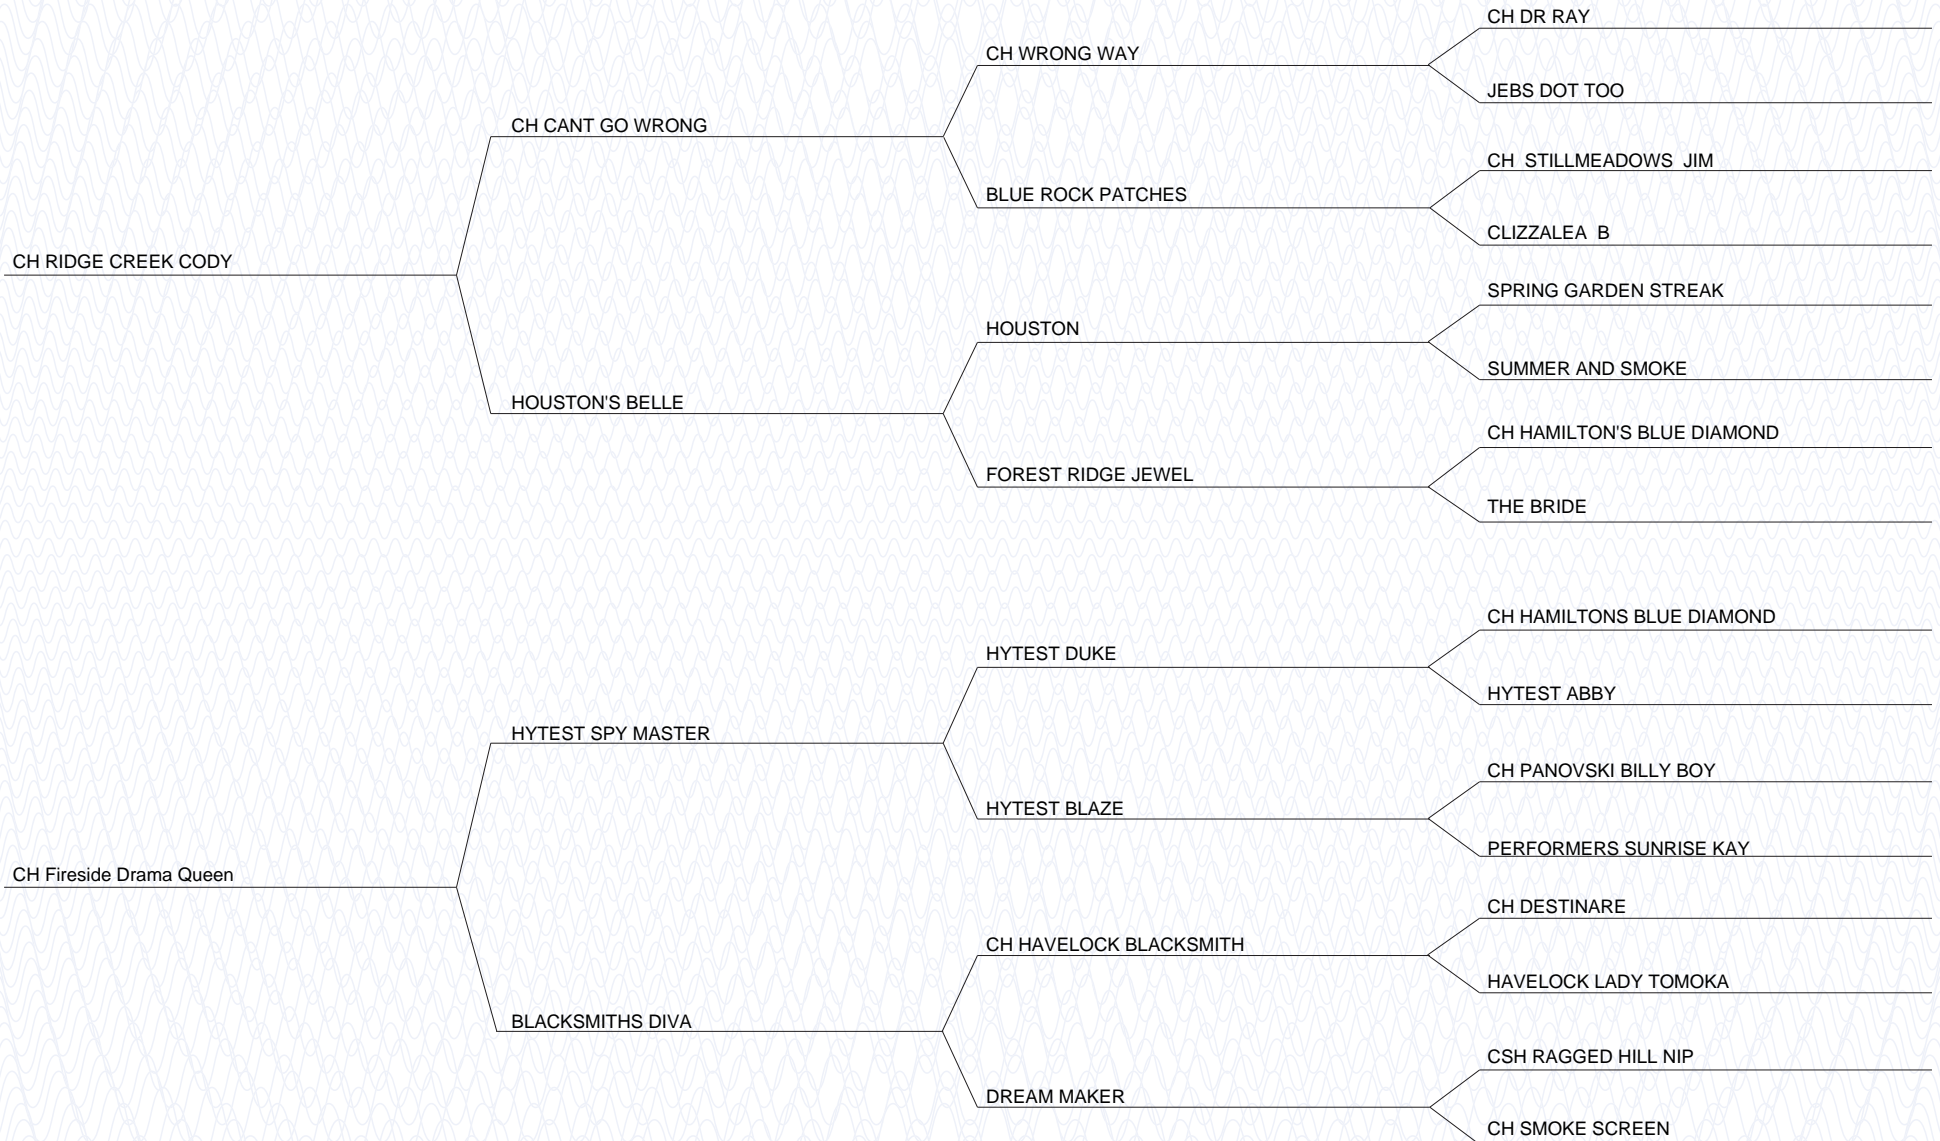 CH DR RAY
CH WRONG WAY
JEBS DOT TOO
CH CANT GO WRONG
CH  STILLMEADOWS  JIM
BLUE ROCK PATCHES
CLIZZALEA  B
CH RIDGE CREEK CODY
SPRING GARDEN STREAK
HOUSTON
SUMMER AND SMOKE
HOUSTON'S BELLE
CH HAMILTON'S BLUE DIAMOND
FOREST RIDGE JEWEL
THE BRIDE
CH HAMILTONS BLUE DIAMOND
HYTEST DUKE
HYTEST ABBY
HYTEST SPY MASTER
CH PANOVSKI BILLY BOY
HYTEST BLAZE
PERFORMERS SUNRISE KAY
CH Fireside Drama Queen
CH DESTINARE
CH HAVELOCK BLACKSMITH
HAVELOCK LADY TOMOKA
BLACKSMITHS DIVA
CSH RAGGED HILL NIP
DREAM MAKER
CH SMOKE SCREEN